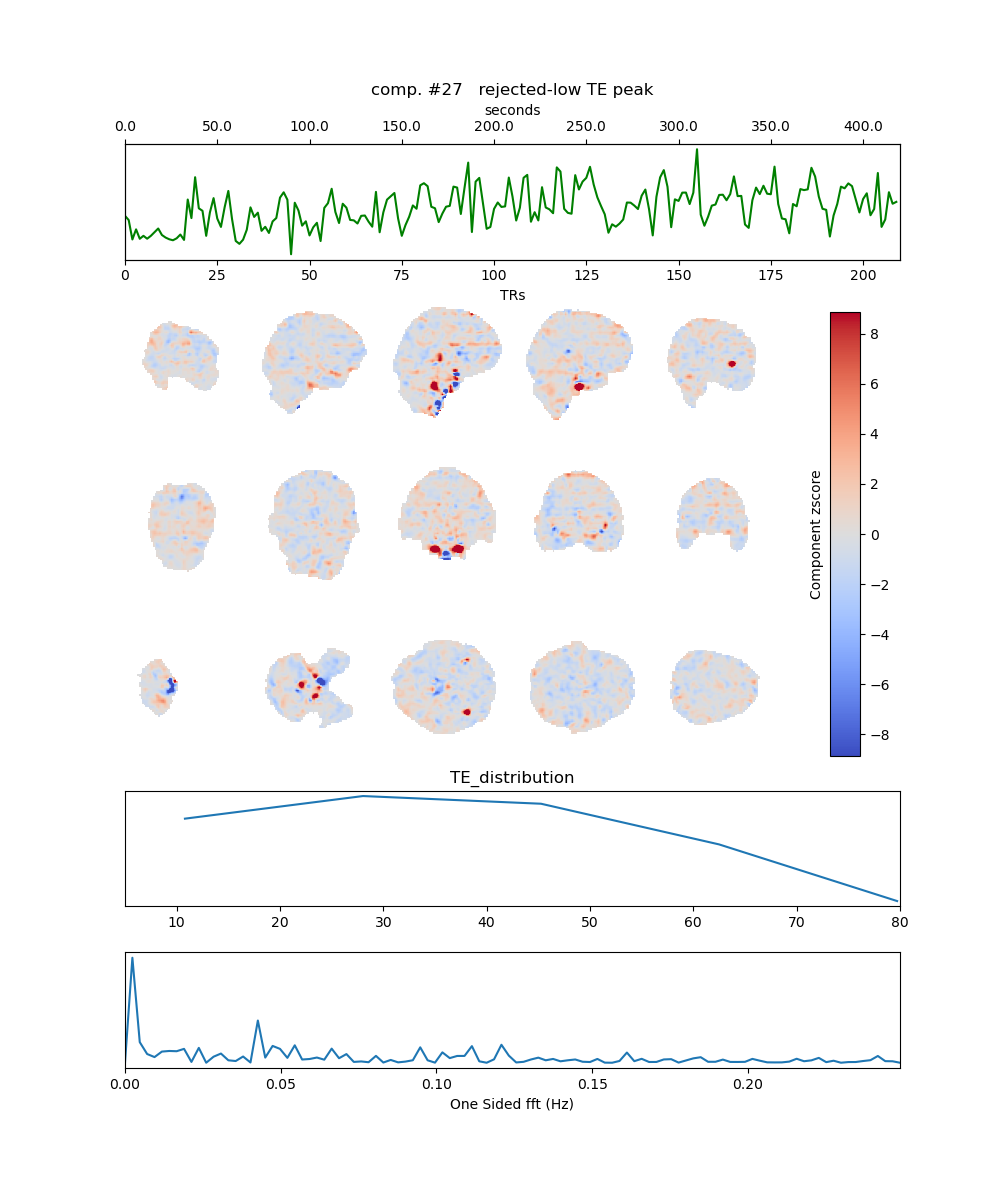 comp. #27   rejected-low TE peak
seconds
0.0 50.0 100.0 150.0 200.0 250.0 300.0 350.0 400.0
0 25 50 75 100 125 150 175 200
TRs
8
6
4
2
0
−2
−4
−6
−8
Component zscore
TE_distribution
10 20 30 40 50 60 70 80
0.00 0.05 0.10 0.15 0.20
One Sided fft (Hz)